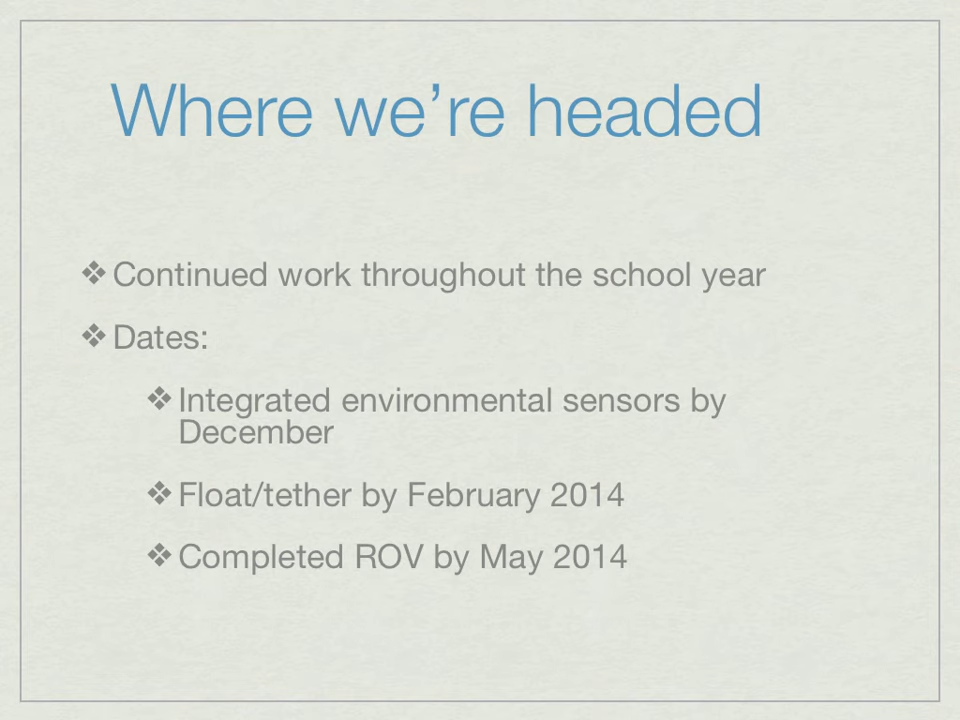 Where we’re headed
❖ Continued work throughout the school year
❖ Dates:
❖ Integrated environmental sensors by
December
❖ Float/tether by February 2014
❖ Completed ROV by May 2014